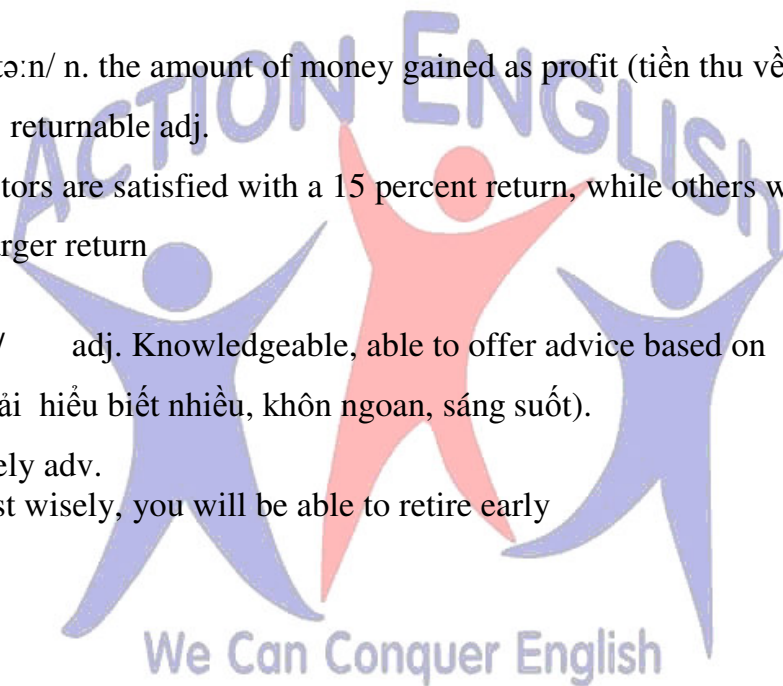 ACTION ENGLISH
tə:n/ n. the amount of money gained as profit (tiền thu về
returnable adj.
tors are satisfied with a 15 percent return, while others w
arger return
/ adj. Knowledgeable, able to offer advice based on
ải hiểu biết nhiều, khôn ngoan, sáng suốt).
ely adv.
st wisely, you will be able to retire early
We Can Conquer English